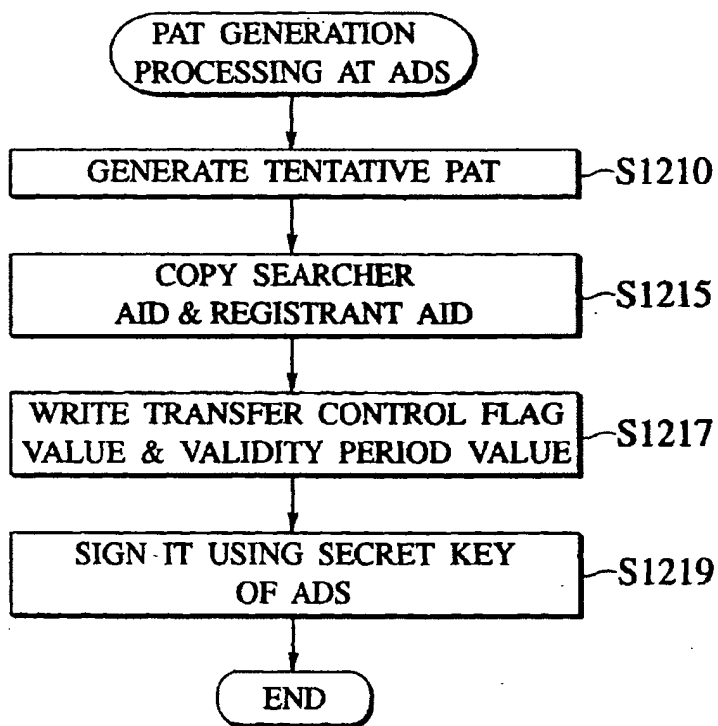 PAT GENERATION
PROCESSING AT ADS
GENERATE TENTATIVE PAT
S1210
COPY SEARCHER
AID & REGISTRANT AID
S1215
WRITE TRANSFER CONTROL FLAG
VALUE & VALIDITY PERIOD VALUE
S1217
SIGN IT USING SECRET KEY
OF ADS
S1219
END